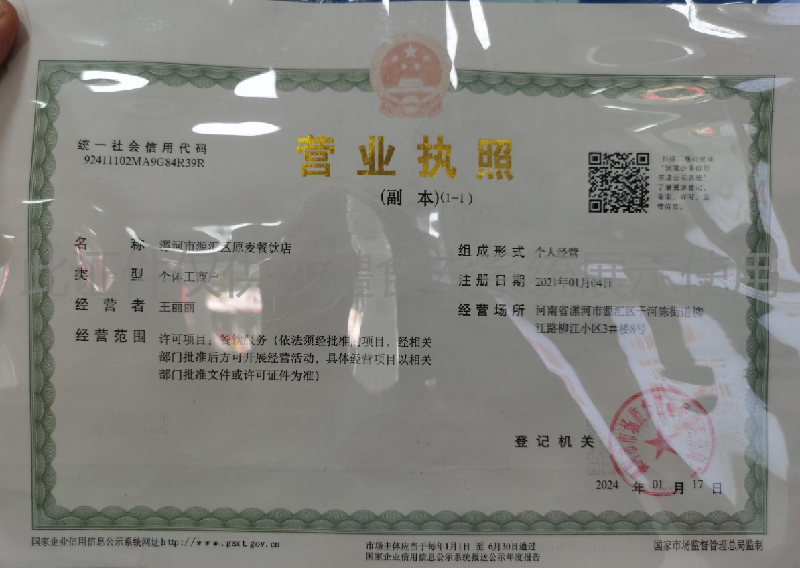 统一社会信用代码
92411102MA9G84R39R
营业执照
(副 本)(1-1)
名 称 漯河市源汇区原麦餐饮店
类 型 个体工商户
经 营 者 王丽丽
经营范围 许可项目：餐饮服务（依法须经批准的项目，经相关
部门批准后方可开展经营活动，具体经营项目以相关
部门批准文件或许可证件为准）
组成形式 个人经营
注册日期 2021年01月04日
经营场所 河南省漯河市源汇区干河陈街道柳
江路柳江小区3#楼8号
登记机关
2024 年 01 月 17 日
国家企业信用信息公示系统网址http://www.gsxt.gov.cn
市场主体应当于每年1月1日 至 6月30日通过
国家企业信用信息公示系统报送公示年度报告
国家市场监督管理总局监制